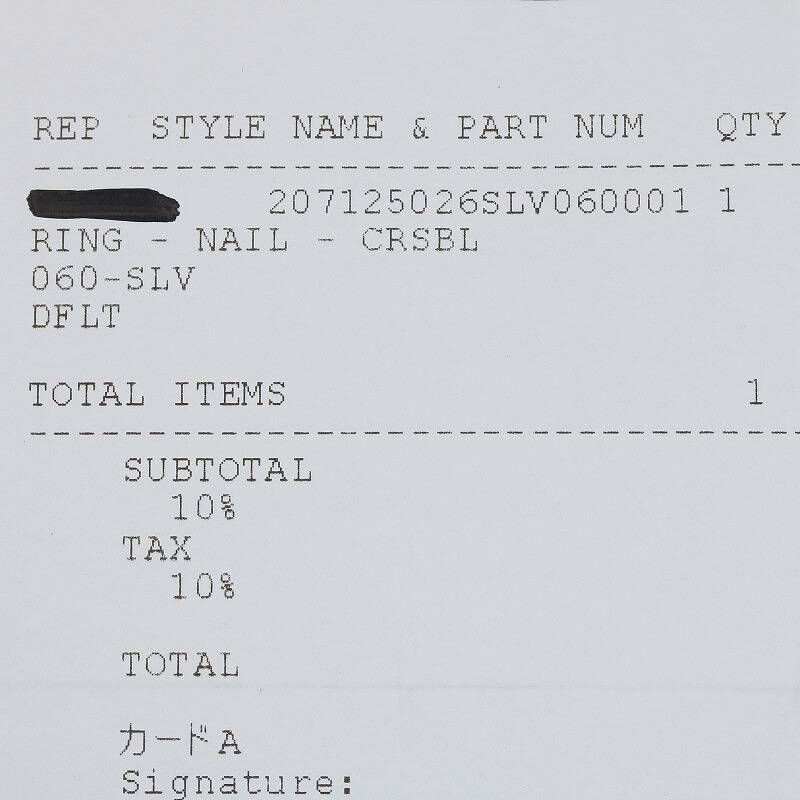 REP STYLE NAME & PART NUM QTY
207125026SLV060001 1
RING - NAIL - CRSBL
060-SLV
DFLT
TOTAL ITEMS 1
SUBTOTAL
10%
TAX
10%
TOTAL
カードA
Signature: